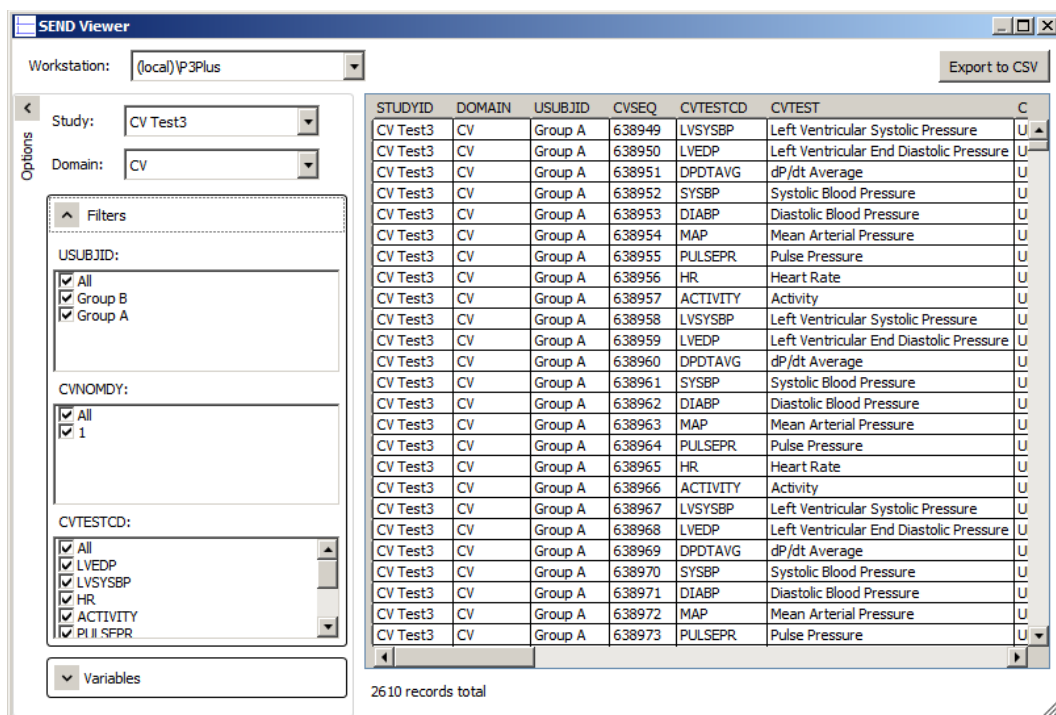 SEND Viewer
Workstation: (local)\P3Plus
Export to CSV
Options
Study: CV Test3
Domain: CV
Filters
USUBJID:
All
Group B
Group A
CVNOMDY:
All
1
CVTESTCD:
All
LVEDP
LVSYSBP
HR
ACTIVITY
PULSEPR
Variables
STUDYID DOMAIN USUBJID CVSEQ CVTESTCD CVTEST C
CV Test3 CV Group A 638949 LVSYSBP Left Ventricular Systolic Pressure U
CV Test3 CV Group A 638950 LVEDP Left Ventricular End Diastolic Pressure U
CV Test3 CV Group A 638951 DPDTAVG dP/dt Average U
CV Test3 CV Group A 638952 SYSBP Systolic Blood Pressure U
CV Test3 CV Group A 638953 DIABP Diastolic Blood Pressure U
CV Test3 CV Group A 638954 MAP Mean Arterial Pressure U
CV Test3 CV Group A 638955 PULSEPR Pulse Pressure U
CV Test3 CV Group A 638956 HR Heart Rate U
CV Test3 CV Group A 638957 ACTIVITY Activity U
CV Test3 CV Group A 638958 LVSYSBP Left Ventricular Systolic Pressure U
CV Test3 CV Group A 638959 LVEDP Left Ventricular End Diastolic Pressure U
CV Test3 CV Group A 638960 DPDTAVG dP/dt Average U
CV Test3 CV Group A 638961 SYSBP Systolic Blood Pressure U
CV Test3 CV Group A 638962 DIABP Diastolic Blood Pressure U
CV Test3 CV Group A 638963 MAP Mean Arterial Pressure U
CV Test3 CV Group A 638964 PULSEPR Pulse Pressure U
CV Test3 CV Group A 638965 HR Heart Rate U
CV Test3 CV Group A 638966 ACTIVITY Activity U
CV Test3 CV Group A 638967 LVSYSBP Left Ventricular Systolic Pressure U
CV Test3 CV Group A 638968 LVEDP Left Ventricular End Diastolic Pressure U
CV Test3 CV Group A 638969 DPDTAVG dP/dt Average U
CV Test3 CV Group A 638970 SYSBP Systolic Blood Pressure U
CV Test3 CV Group A 638971 DIABP Diastolic Blood Pressure U
CV Test3 CV Group A 638972 MAP Mean Arterial Pressure U
CV Test3 CV Group A 638973 PULSEPR Pulse Pressure U
2610 records total